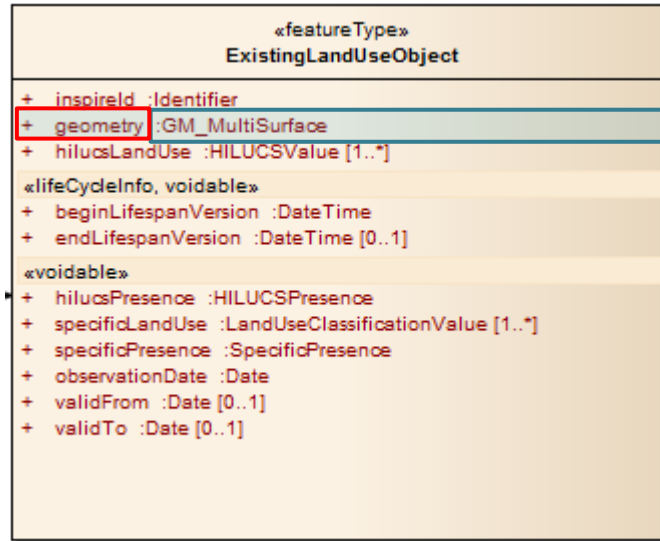 «featureType»
ExistingLandUseObject
+ inspireId :Identifier
+ geometry :GM_MultiSurface
+ hilucsLandUse :HILUCSValue [1..*]
«lifeCycleInfo, voidable»
+ beginLifespanVersion :DateTime
+ endLifespanVersion :DateTime [0..1]
«voidable»
+ hilucsPresence :HILUCSPresence
+ specificLandUse :LandUseClassificationValue [1..*]
+ specificPresence :SpecificPresence
+ observationDate :Date
+ validFrom :Date [0..1]
+ validTo :Date [0..1]